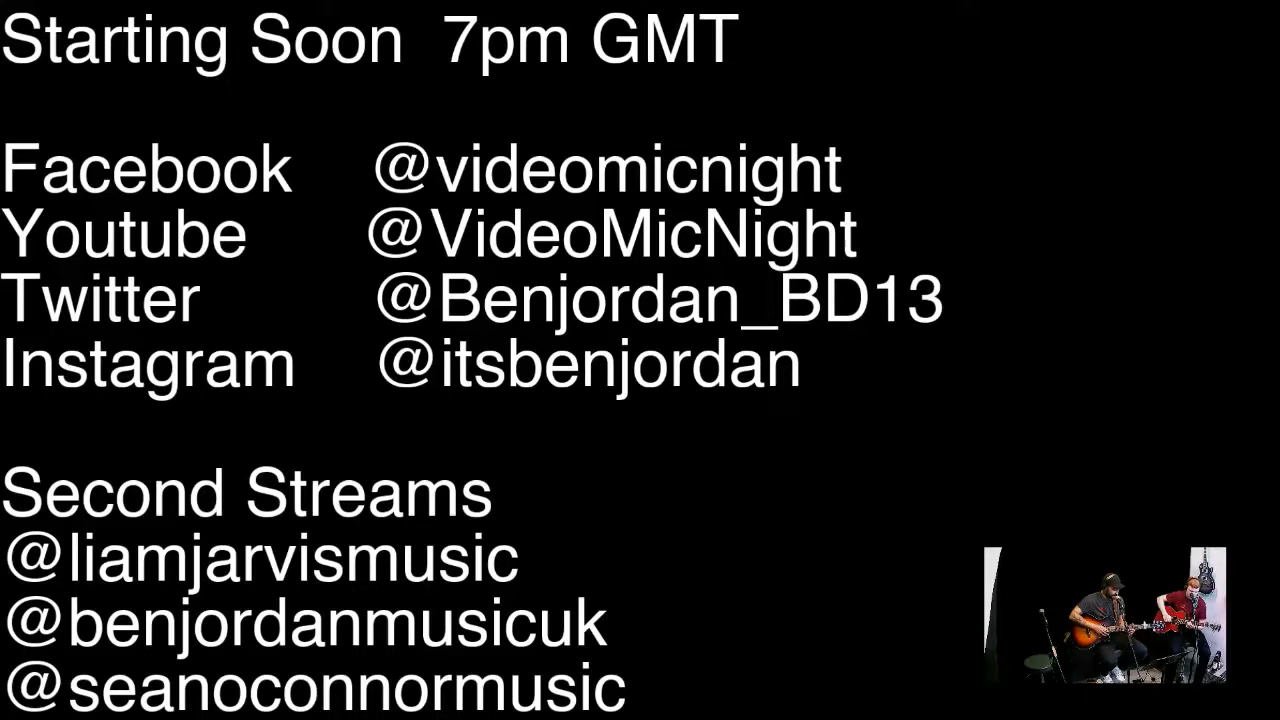 Starting Soon  7pm GMT
Facebook @videomicnight
Youtube @VideoMicNight
Twitter @Benjordan_BD13
Instagram @itsbenjordan
Second Streams
@liamjarvismusic
@benjordanmusicuk
@seanoconnormusic